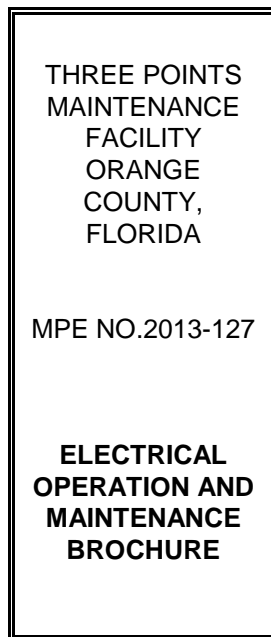 THREE POINTS
MAINTENANCE
FACILITY
ORANGE
COUNTY,
FLORIDA
MPE NO.2013-127
ELECTRICAL
OPERATION AND
MAINTENANCE
BROCHURE